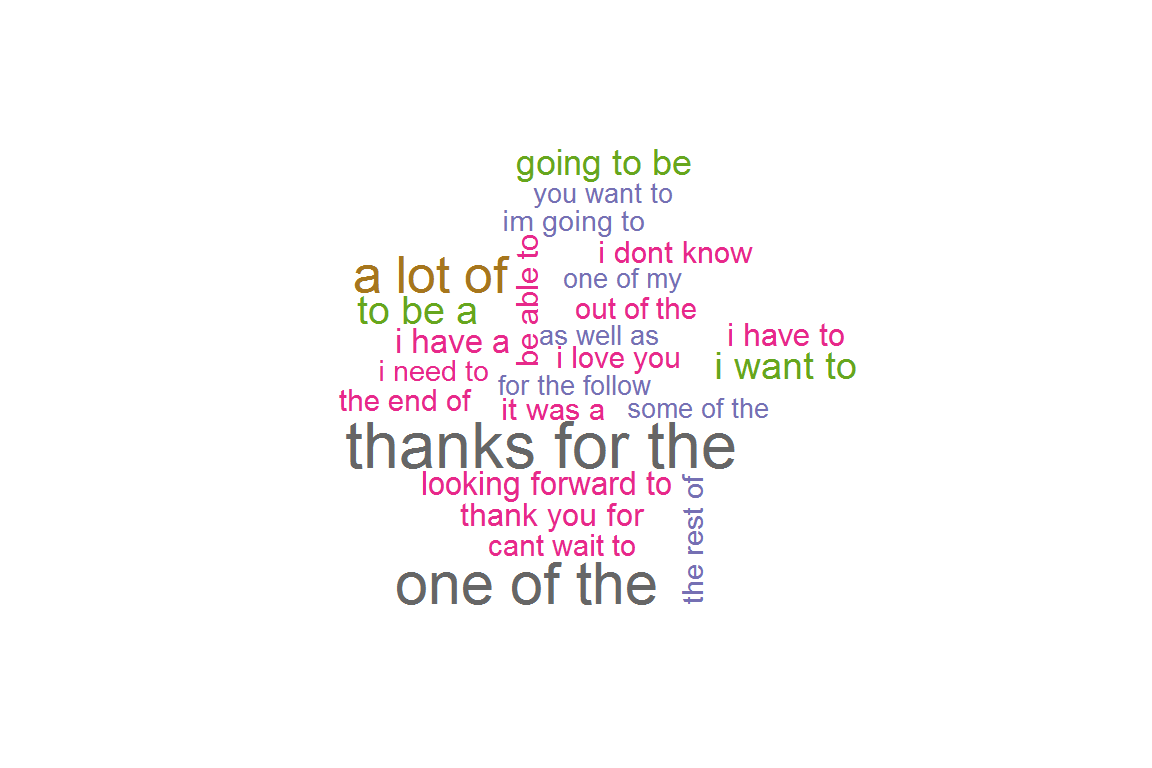 going to be
you want to
im going to
i dont know
a lot of
be able to
one of my
to be a
out of the
i have a
as well as
i have to
i love you
i want to
i need to
for the follow
the end of
it was a
some of the
thanks for the
looking forward to
thank you for
the rest of
cant wait to
one of the